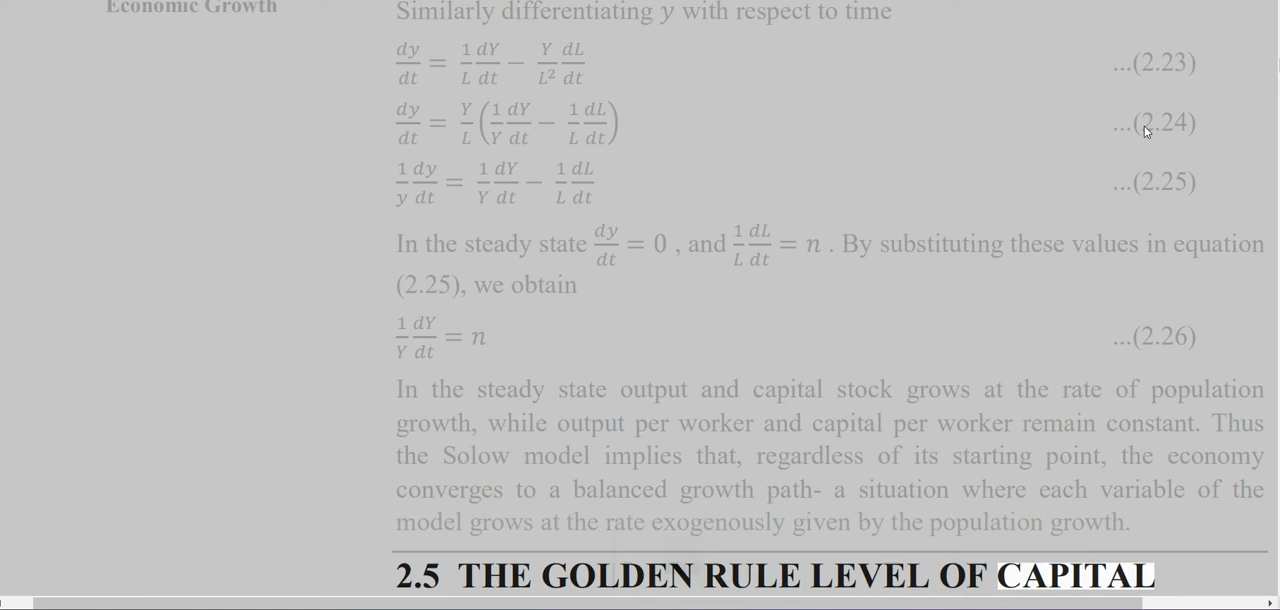 Economic Growth
Similarly differentiating y with respect to time
dy/dt = 1/L dY/dt − Y/L² dL/dt ...(2.23)
dy/dt = Y/L (1/Y dY/dt − 1/L dL/dt) ...(2.24)
1/y dy/dt = 1/Y dY/dt − 1/L dL/dt ...(2.25)
In the steady state dy/dt = 0 , and 1/L dL/dt = n . By substituting these values in equation
(2.25), we obtain
1/Y dY/dt = n ...(2.26)
In the steady state output and capital stock grows at the rate of population
growth, while output per worker and capital per worker remain constant. Thus
the Solow model implies that, regardless of its starting point, the economy
converges to a balanced growth path- a situation where each variable of the
model grows at the rate exogenously given by the population growth.
2.5 THE GOLDEN RULE LEVEL OF CAPITAL